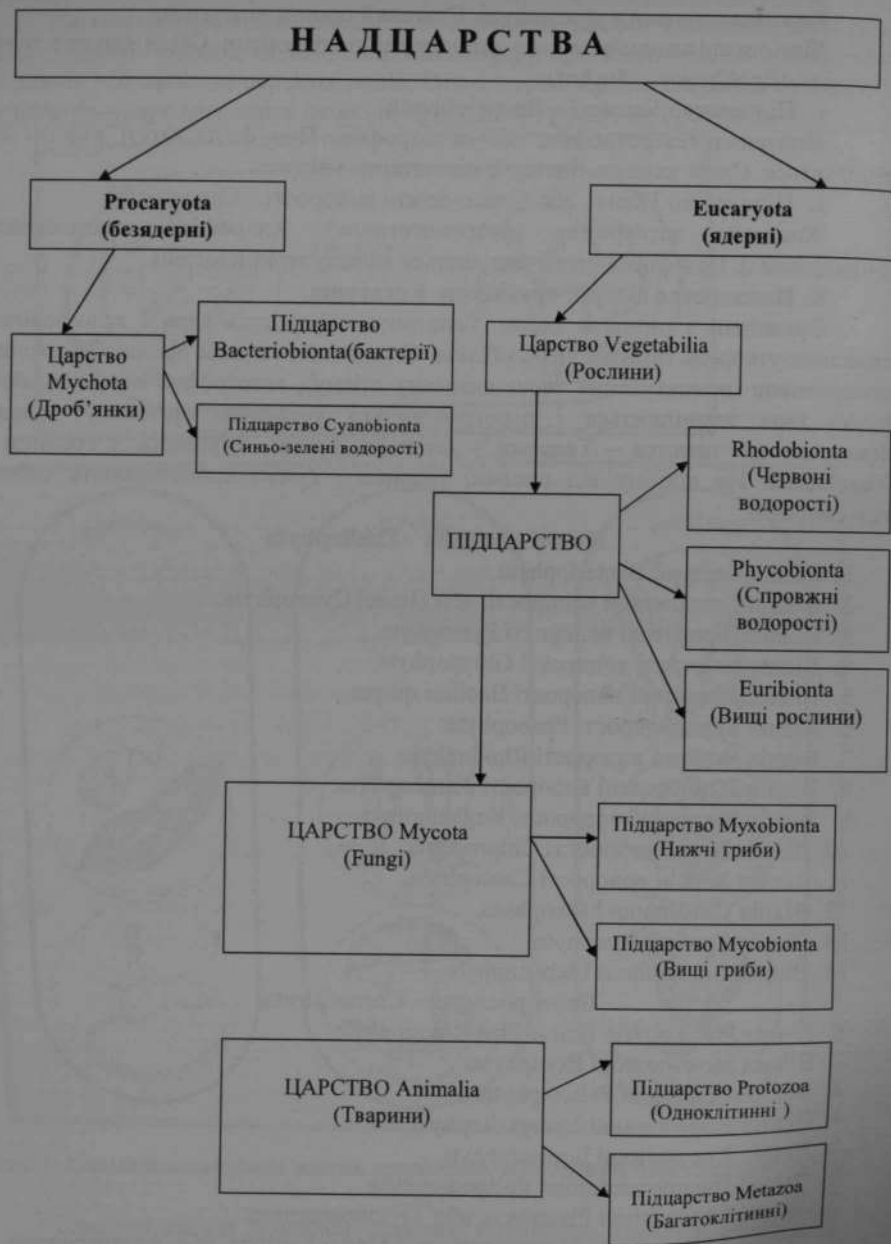 НАДЦАРСТВА
Procaryota
(безядерні)
Eucaryota
(ядерні)
Царство
Mychota
(Дроб’янки)
Підцарство
Bacteriobionta(бактерії)
Підцарство Cyanobionta
(Синьо-зелені водорості)
Царство Vegetabilia
(Рослини)
ПІДЦАРСТВО
Rhodobionta
(Червоні
водорості)
Phycobionta
(Спровжні
водорості)
Euribionta
(Вищі рослини)
ЦАРСТВО Mycota
(Fungi)
Підцарство Myxobionta
(Нижчі гриби)
Підцарство Mycobionta
(Вищі гриби)
ЦАРСТВО Animalia
(Тварини)
Підцарство Protozoa
(Одноклітинні )
Підцарство Metazoa
(Багатоклітинні)